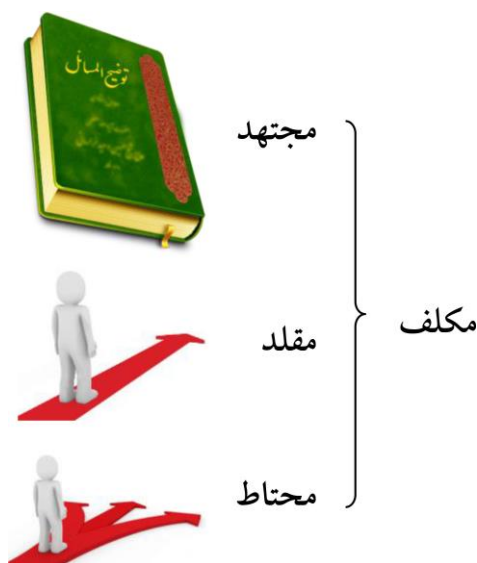 توضیح المسائل
مجتهد
مکلف
مقلد
محتاط